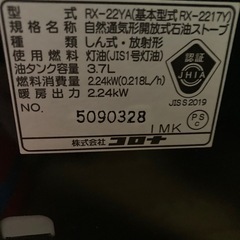 型 式 RX-22YA(基本型式RX-2217Y)
規格名称 自然通気形開放式石油ストーブ
種 類 しん式・放射形
使用燃料 灯油(JIS1号灯油)
燃料消費量 2.24kW(0.218L/h)
油タンク容量 3.7L
暖房出力 2.24kW
認証
JHIA
JIS S 2019
PSC
NO. 5090328
1MK
株式会社コロナ